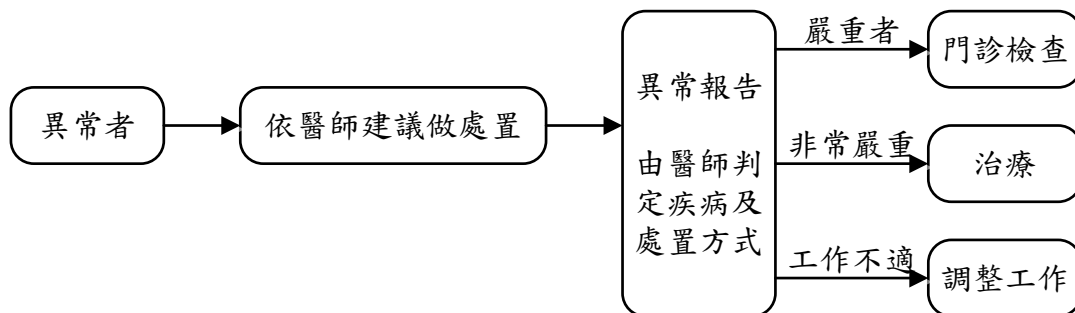 異常者
依醫師建議做處置
異常報告
由醫師判
定疾病及
處置方式
嚴重者
門診檢查
非常嚴重
治療
工作不適
調整工作